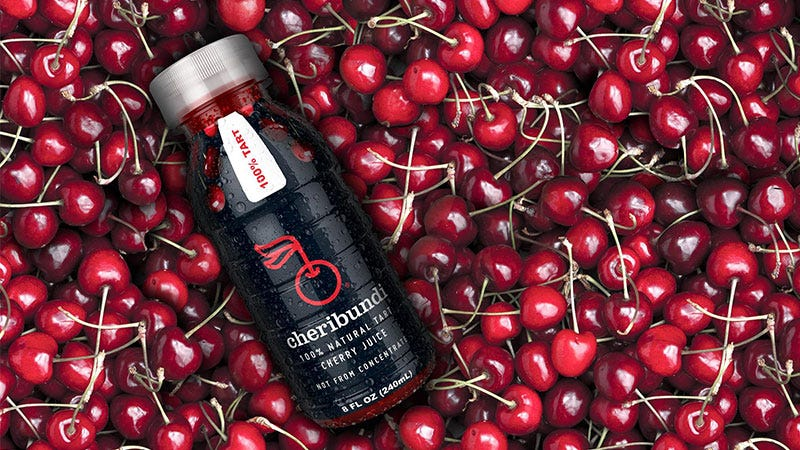 100% TART
cheribundi
100% NATURAL TART
CHERRY JUICE
NOT FROM CONCENTRATE
8 FL OZ (240mL)